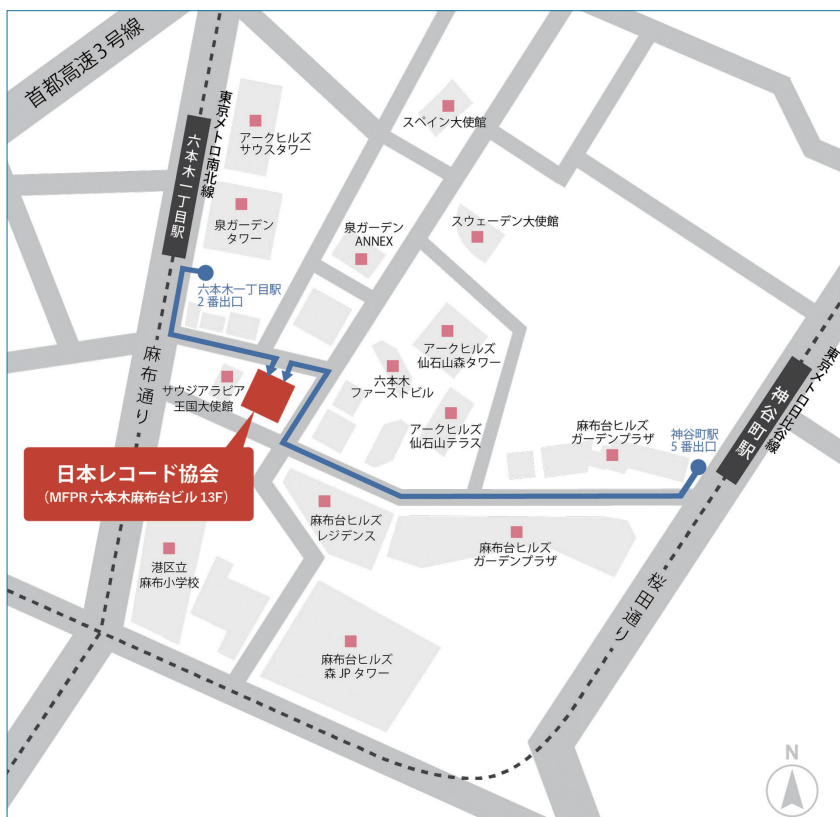 首都高速3号線
東京メトロ南北線
六本木一丁目駅
アークヒルズ
サウスタワー
スペイン大使館
泉ガーデン
タワー
泉ガーデン
ANNEX
スウェーデン大使館
六本木一丁目駅
2番出口
麻布通り
アークヒルズ
仙石山森タワー
サウジアラビア
王国大使館
六本木
ファーストビル
アークヒルズ
仙石山テラス
東京メトロ日比谷線
神谷町駅
麻布台ヒルズ
ガーデンプラザ
神谷町駅
5番出口
日本レコード協会
(MFPR 六本木麻布台ビル 13F)
麻布台ヒルズ
レジデンス
麻布台ヒルズ
ガーデンプラザ
港区立
麻布小学校
桜田通り
麻布台ヒルズ
森 JP タワー
N